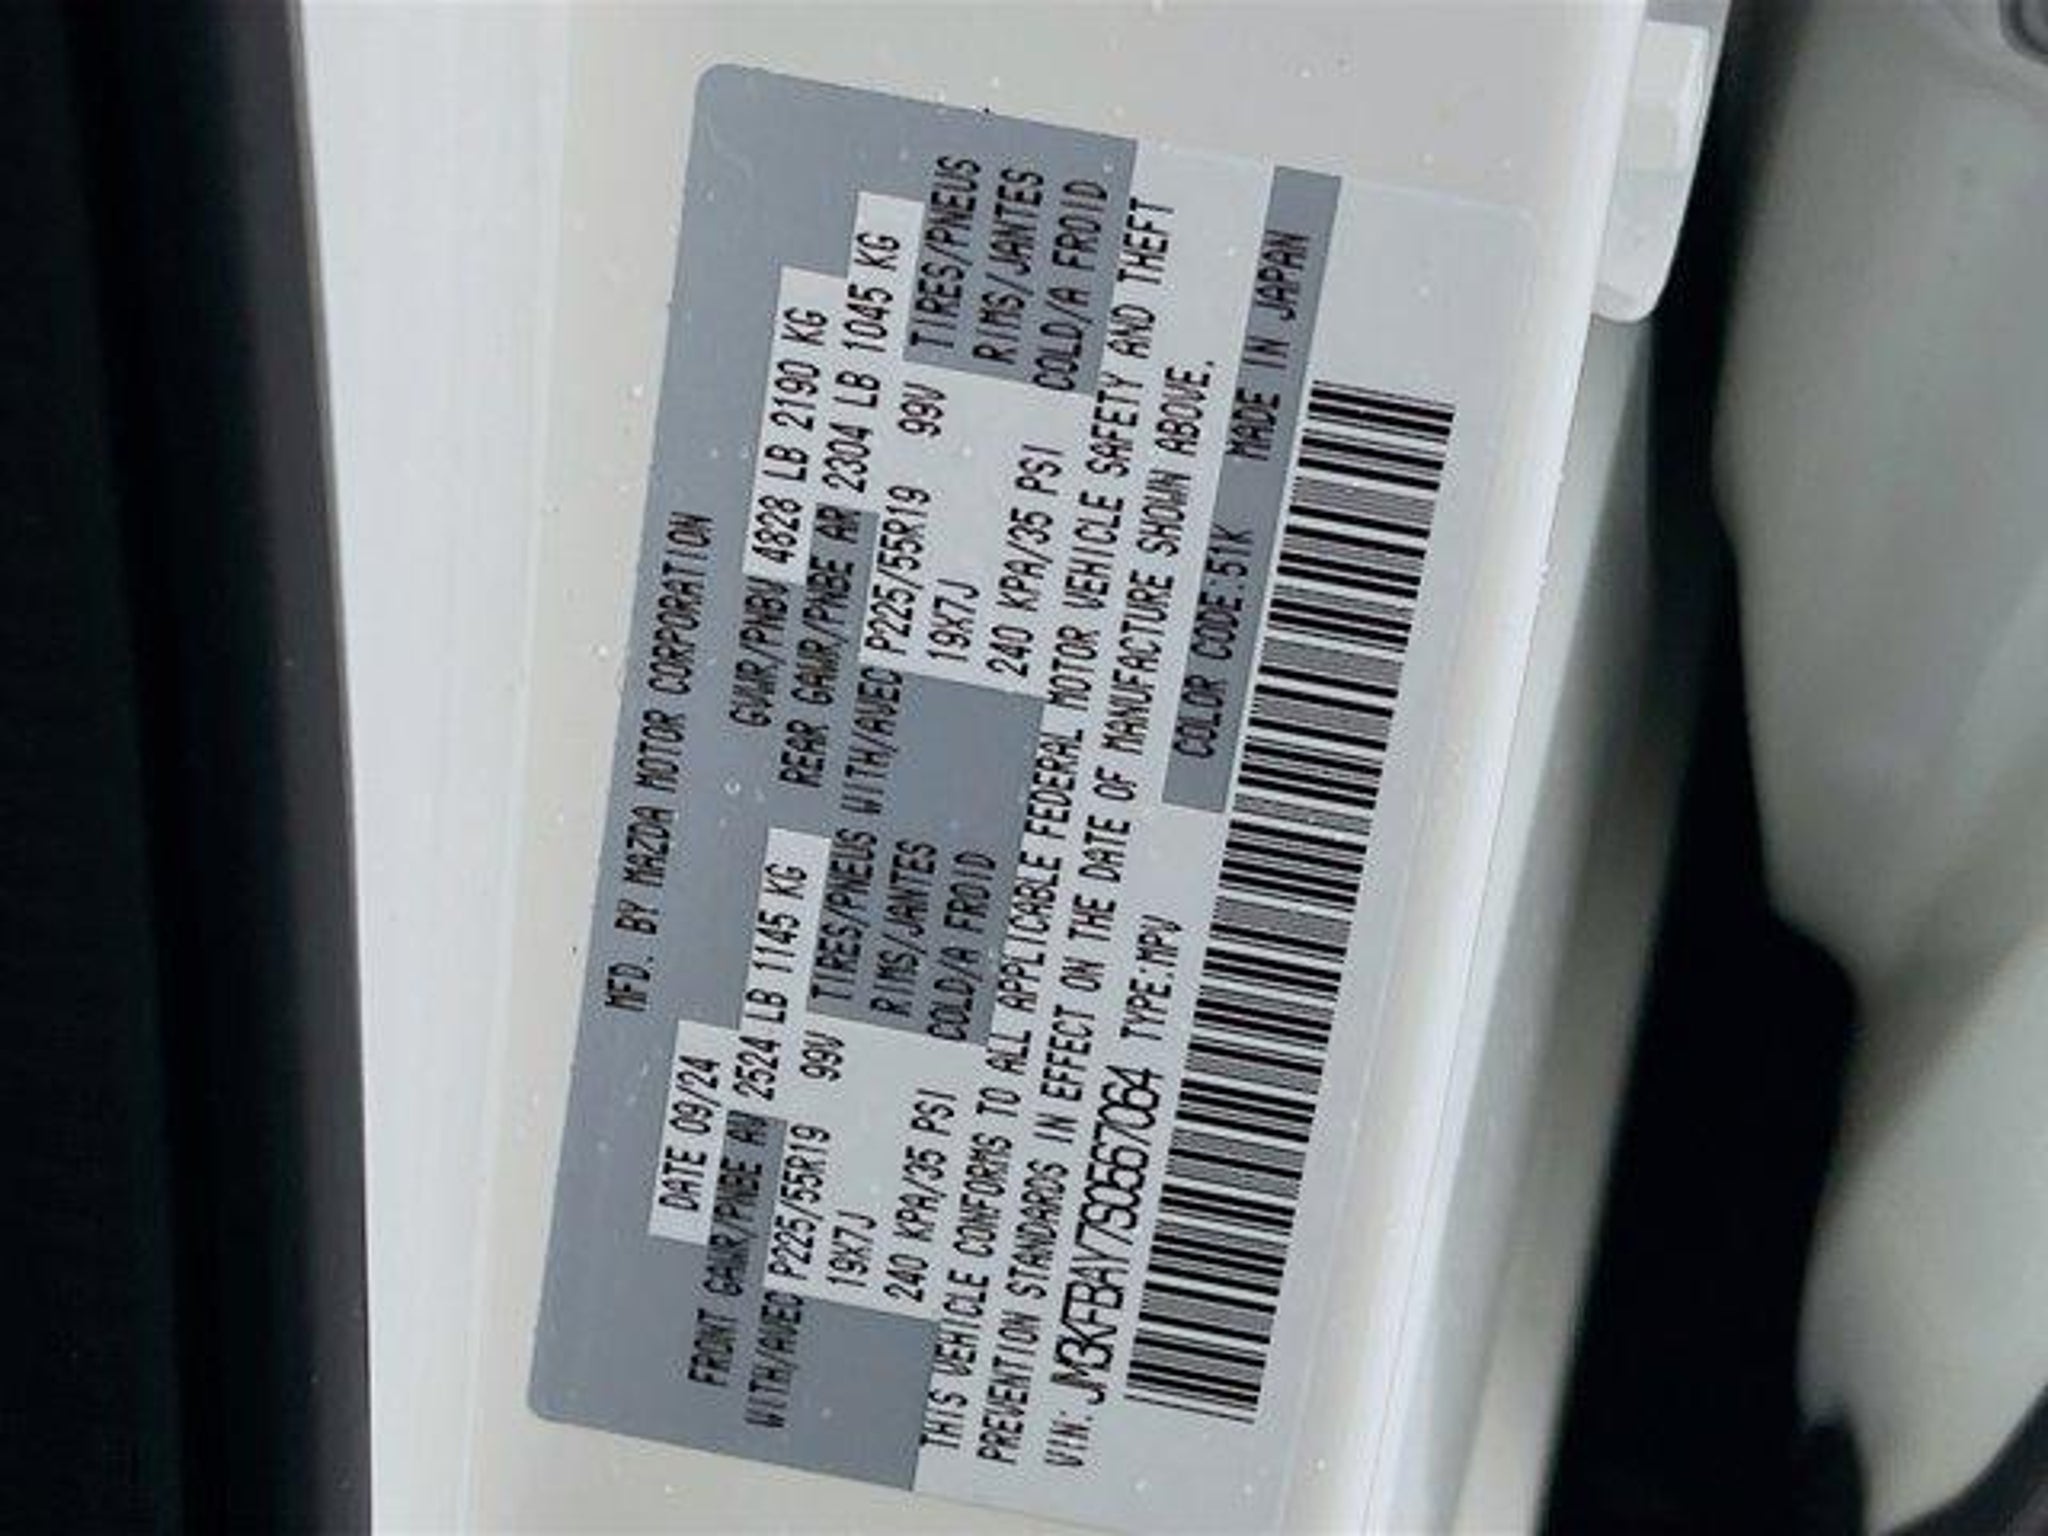 MFD. BY MAZDA MOTOR CORPORATION
DATE 09/24 GVWR/PNBV 4828 LB 2190 KG
FRONT GAWR/PNBE AV 2524 LB 1145 KG REAR GAWR/PNBE AR 2304 LB 1045 KG
WITH/AVEC P225/55R19 99V TIRES/PNEUS WITH/AVEC P225/55R19 99V TIRES/PNEUS
19X7J RIMS/JANTES 19X7J RIMS/JANTES
240 KPA/35 PSI COLD/A FROID 240 KPA/35 PSI COLD/A FROID
THIS VEHICLE CONFORMS TO ALL APPLICABLE FEDERAL MOTOR VEHICLE SAFETY AND THEFT
PREVENTION STANDARDS IN EFFECT ON THE DATE OF MANUFACTURE SHOWN ABOVE.
VIN: JM3KFBAY7S0567064 TYPE:MPV COLOR CODE:51K MADE IN JAPAN